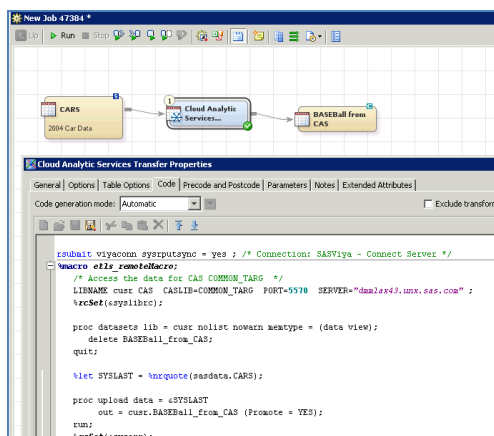 New Job 47384 *
Up Run Stop
CARS
2004 Car Data
1
Cloud Analytic
Services...
BASEBall from
CAS
Cloud Analytic Services Transfer Properties
General Options Table Options Code Precode and Postcode Parameters Notes Extended Attributes
Code generation mode: Automatic Exclude transform
rsubmit viyaconn sysrputsync = yes ; /* Connection: SASViya - Connect Server */
%macro etls_remoteMacro;
/* Access the data for CAS COMMON_TARG */
LIBNAME cusr CAS CASLIB=COMMON_TARG PORT=5570 SERVER="dmmlax43.unx.sas.com" ;
%rcSet(&syslibrc);
proc datasets lib = cusr nolist nowarn memtype = (data view);
delete BASEBall_from_CAS;
quit;
%let SYSLAST = %nrquote(sasdata.CARS);
proc upload data = &SYSLAST
out = cusr.BASEBall_from_CAS (Promote = YES);
run;